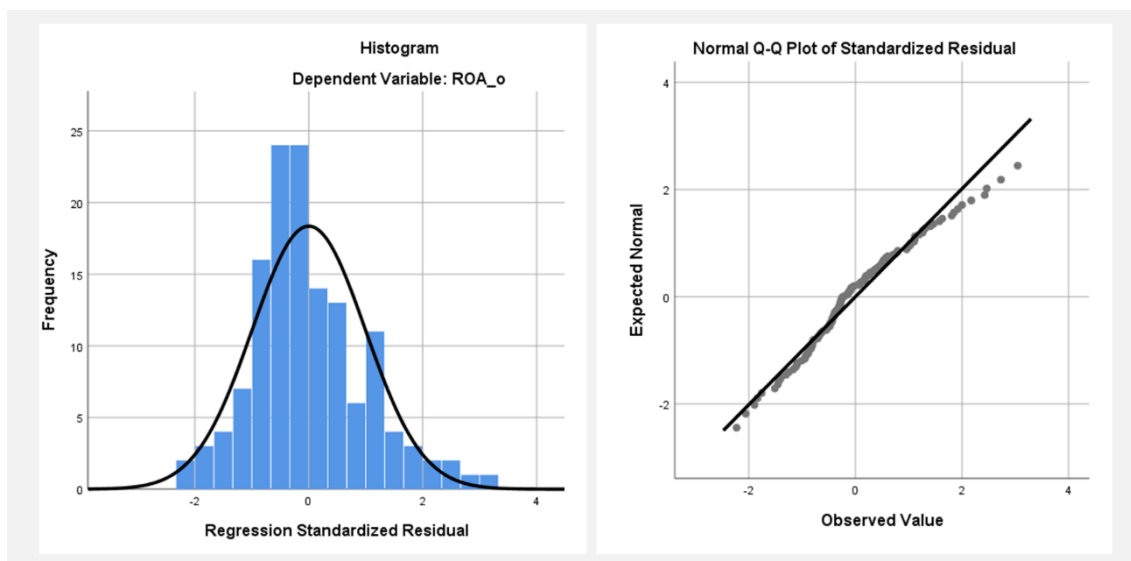 Histogram
Dependent Variable: ROA_o
Frequency
25
20
15
10
5
0
-2
0
2
4
Regression Standardized Residual
Normal Q-Q Plot of Standardized Residual
Expected Normal
4
2
0
-2
-2
0
2
4
Observed Value